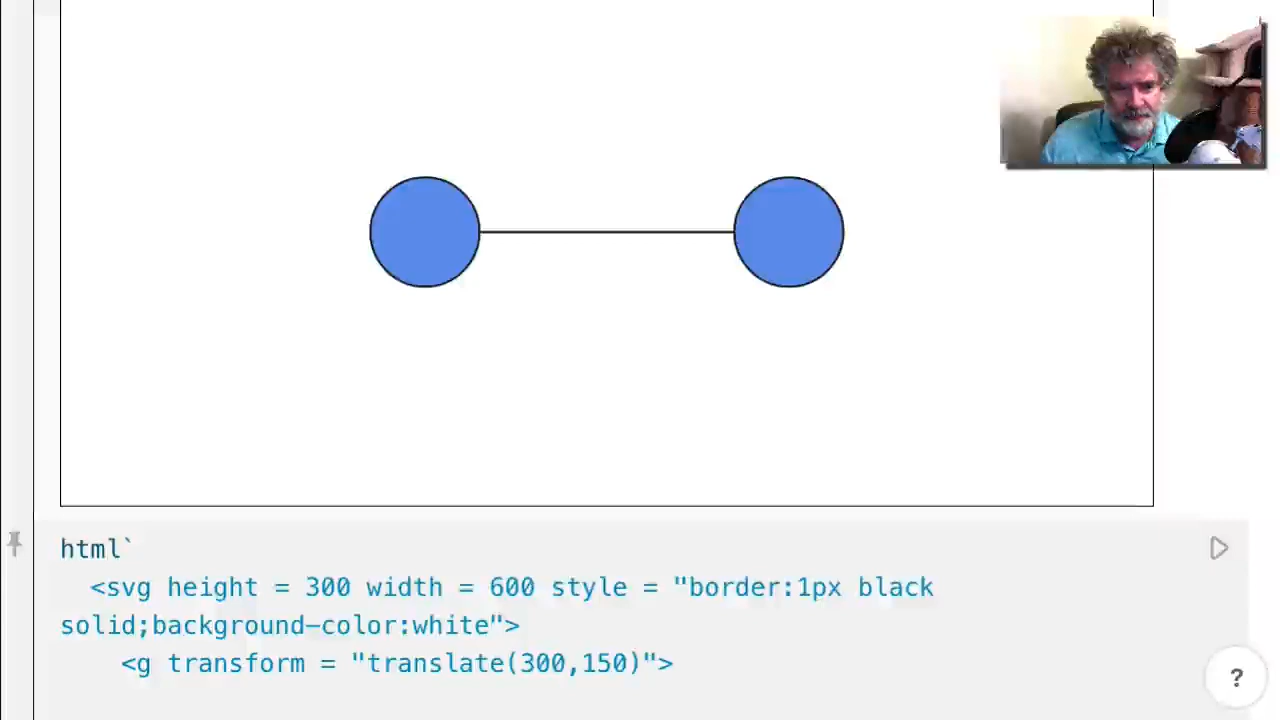 html`
<svg height = 300 width = 600 style = "border:1px black
solid;background-color:white">
<g transform = "translate(300,150)">
?